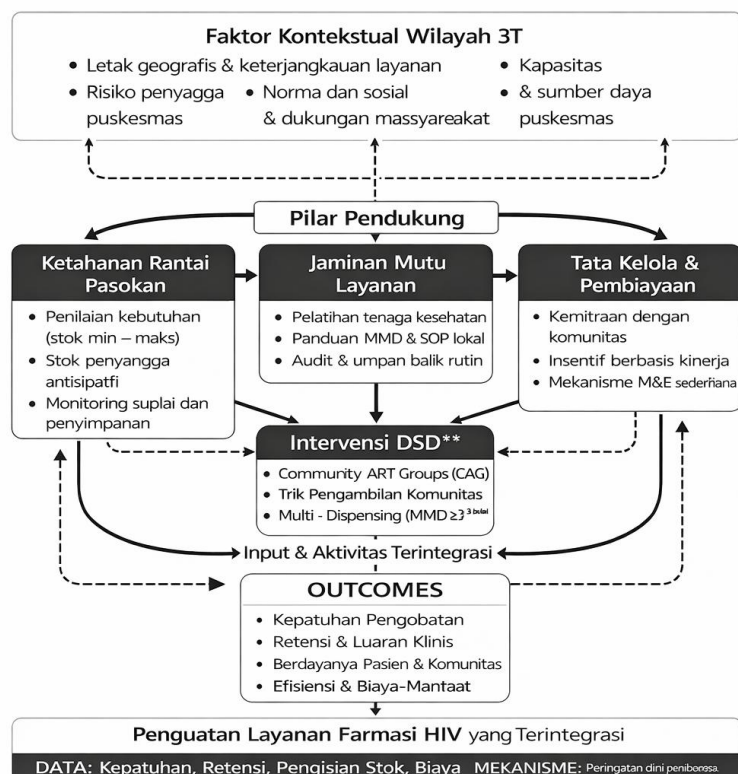 Faktor Kontekstual Wilayah 3T
• Letak geografis & keterjangkauan layanan
• Kapasitas
• Risiko penyagga puskesmas
• Norma dan sosial & dukungan massyareakat
• & sumber daya puskesmas
Pilar Pendukung
Ketahanan Rantai
Pasokan
• Penilaian kebutuhan
(stok min – maks)
• Stok penyangga
antisipatfi
• Monitoring suplai dan
penyimpanan
Jaminan Mutu
Layanan
• Pelatihan tenaga kesehatan
• Panduan MMD & SOP lokal
• Audit & umpan balik rutin
Tata Kelola &
Pembiayaan
• Kemitraan dengan
komunitas
• Insentif berbasis kinerja
• Mekanisme M&E
Intervensi DSD**
• Community ART Groups (CAG)
• Trik Pengambilan Komunitas
• Multi - Dispensing (MMD
Input & Aktivitas Terintegrasi
OUTCOMES
• Kepatuhan Pengobatan
• Retensi & Luaran Klinis
• Berdayanya Pasien & Komunitas
• Efisiensi & Biaya-Mantaat
Penguatan Layanan Farmasi HIV yang Terintegrasi
DATA: Kepatuhan, Retensi, Pengisian Stok, Biaya MEKANISME: Peringatan dini